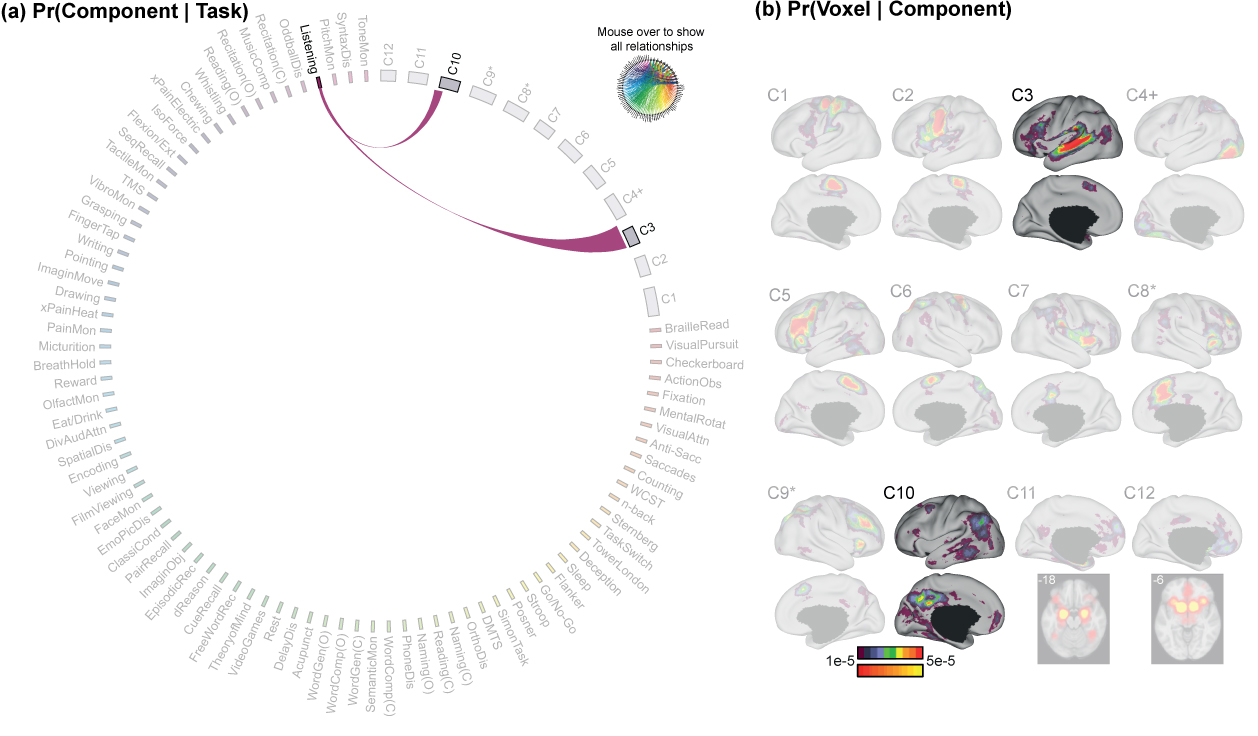 (a) Pr(Component | Task)
(b) Pr(Voxel | Component)
Mouse over to show
all relationships
Listening
PitchMon
SyntaxDis
ToneMon
C12
C11
C10
C9*
C8*
C7
C6
C5
C4+
C3
C2
C1
BrailleRead
VisualPursuit
Checkerboard
ActionObs
Fixation
MentalRotat
VisualAttn
Anti-Sacc
Saccades
Counting
WCST
n-back
Sternberg
TaskSwitch
TowerLondon
Deception
Sleep
Flanker
Go/No-Go
Stroop
Posner
SimonTask
DMTS
OrthoDis
Naming(C)
Reading(C)
Naming(O)
PhoneDis
WordComp(C)
SemanticMon
WordGen(C)
WordComp(O)
WordGen(O)
Acupunct
DelayDis
Rest
VideoGames
TheoryofMind
FreeWordRec
CueRecall
dReason
EpisodicRec
ImaginObj
PairRecall
ClassiCond
EmoPicDis
FaceMon
FilmViewing
Viewing
Encoding
SpatialDis
DivAudAttn
Eat/Drink
OlfactMon
Reward
BreathHold
Micturition
PainMon
xPainHeat
Drawing
ImaginMove
Pointing
Writing
FingerTap
Grasping
VibroMon
TMS
TactileMon
SeqRecall
Flexion/Ext
IsoForce
xPainElectric
Chewing
Whistling
Reading(O)
Recitation(O)
MusicComp
Recitation(C)
OddballDis
C1
C2
C3
C4+
C5
C6
C7
C8*
C9*
C10
C11
C12
-18
-6
1e-5
5e-5